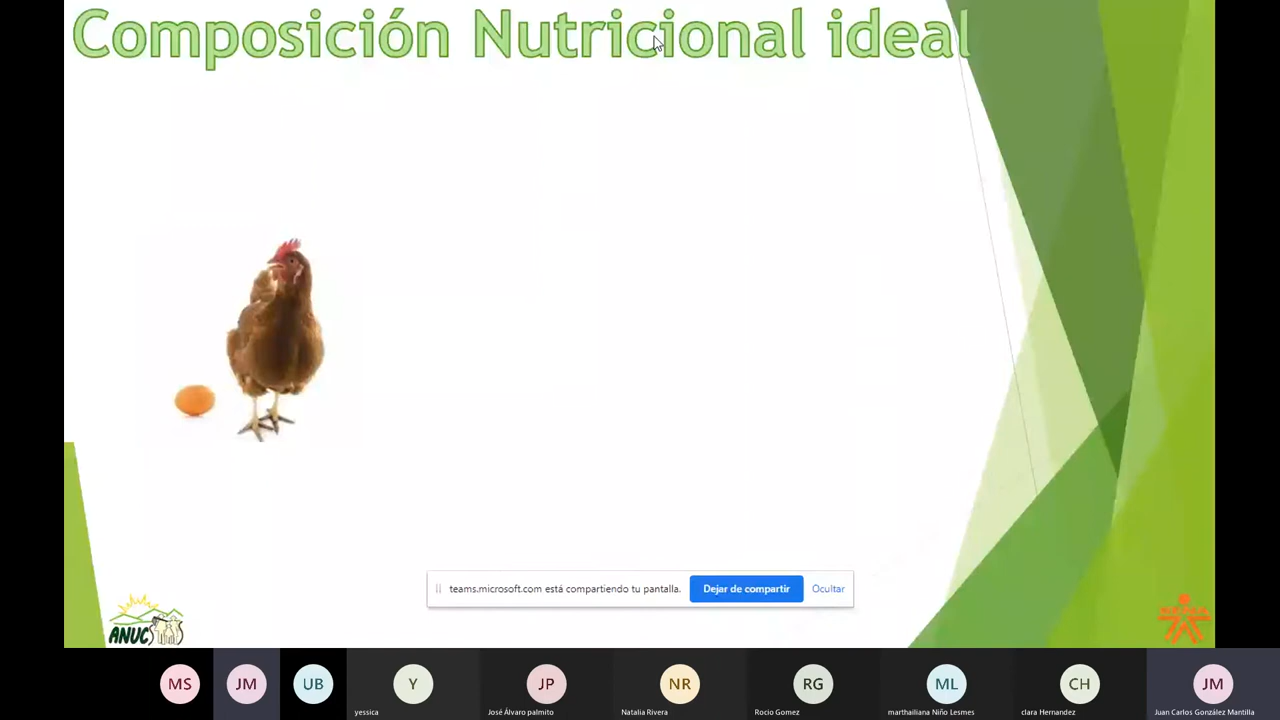 Composición Nutricional ideal
teams.microsoft.com está compartiendo tu pantalla.
Dejar de compartir
Ocultar
ANUC
MS
JM
UB
Y
JP
NR
RG
ML
CH
JM
yessica
José Álvaro palmito
Natalia Rivera
Rocio Gomez
marthailiana Niño Lesmes
clara Hernandez
Juan Carlos González Mantilla